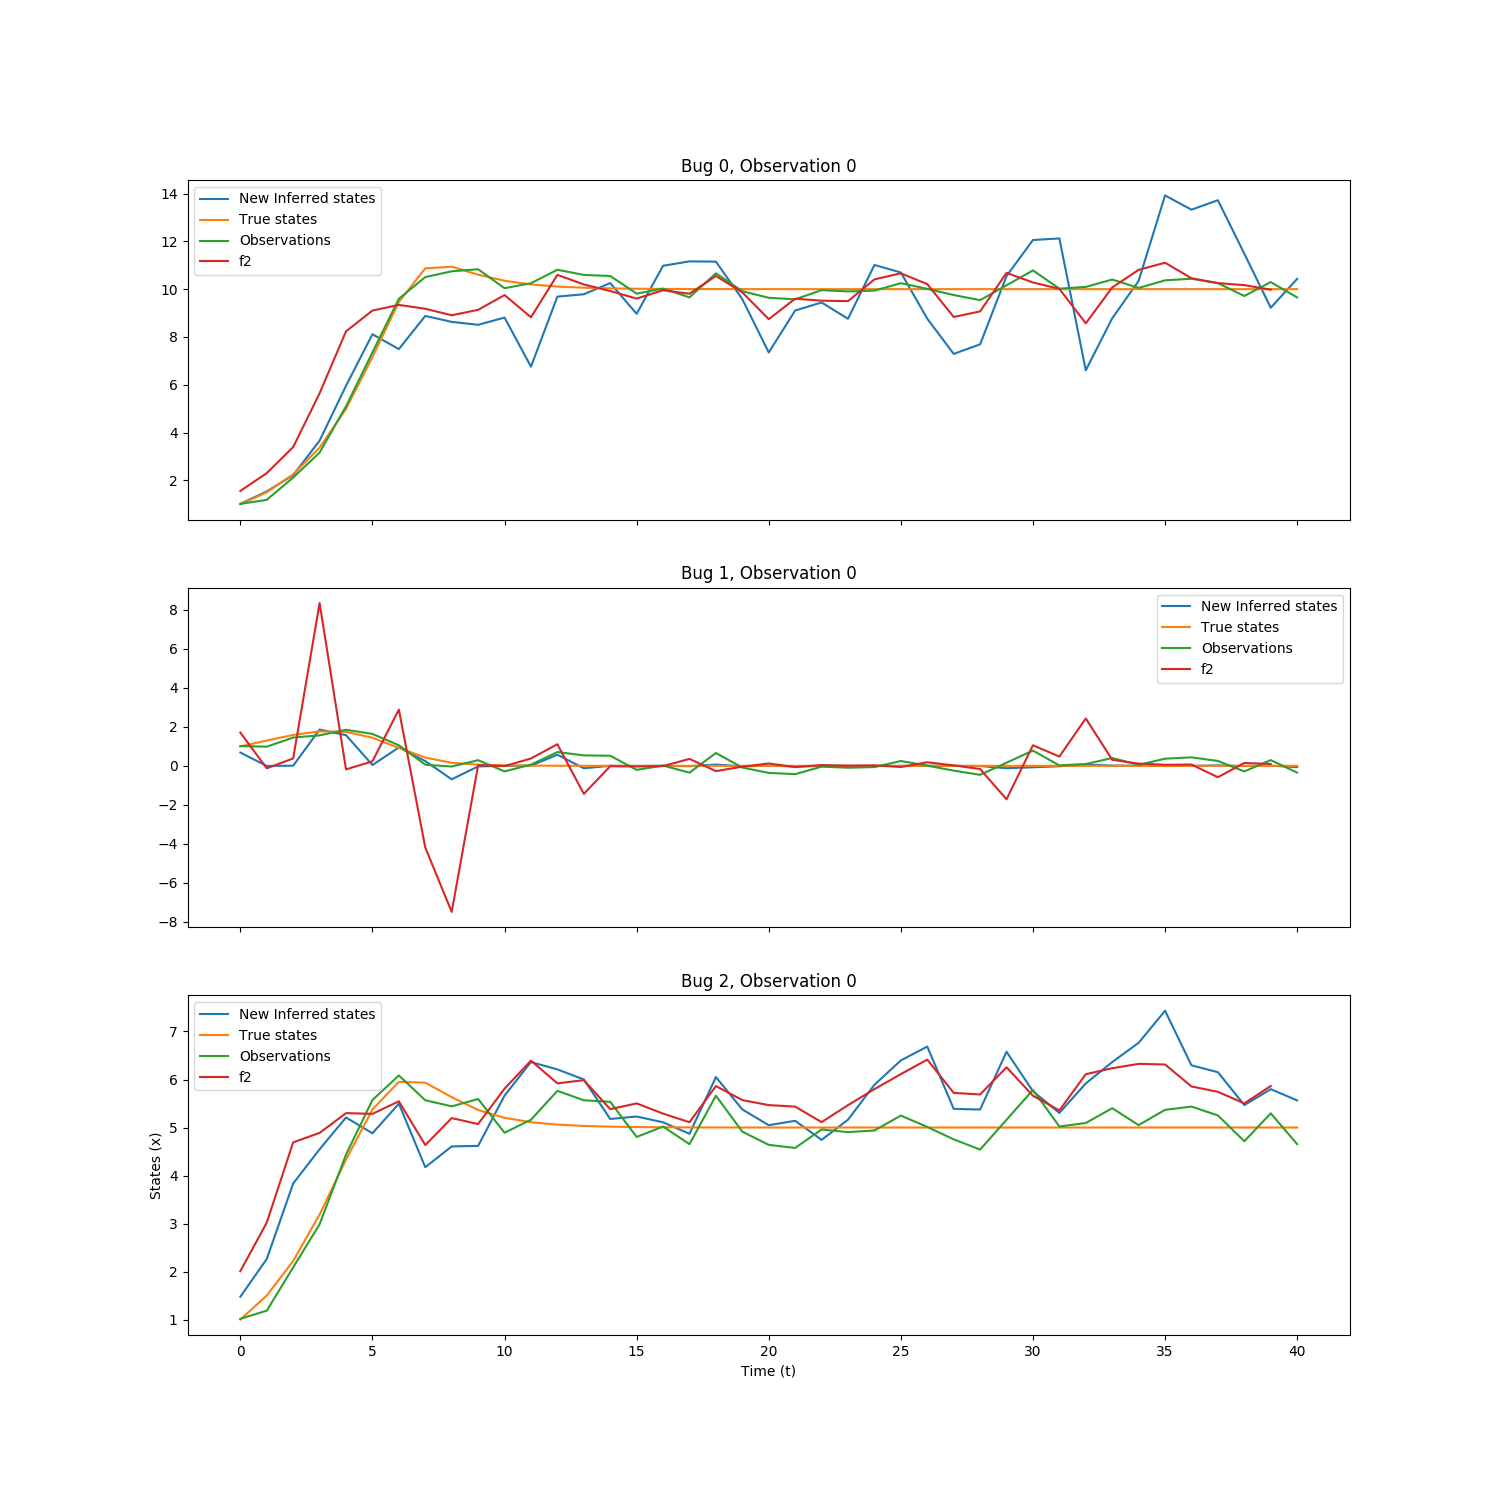 Bug 0, Observation 0
14
12
10
8
6
4
2
New Inferred states
True states
Observations
f2
Bug 1, Observation 0
8
6
4
2
0
−2
−4
−6
−8
New Inferred states
True states
Observations
f2
Bug 2, Observation 0
States (x)
7
6
5
4
3
2
1
New Inferred states
True states
Observations
f2
0 5 10 15 20 25 30 35 40
Time (t)